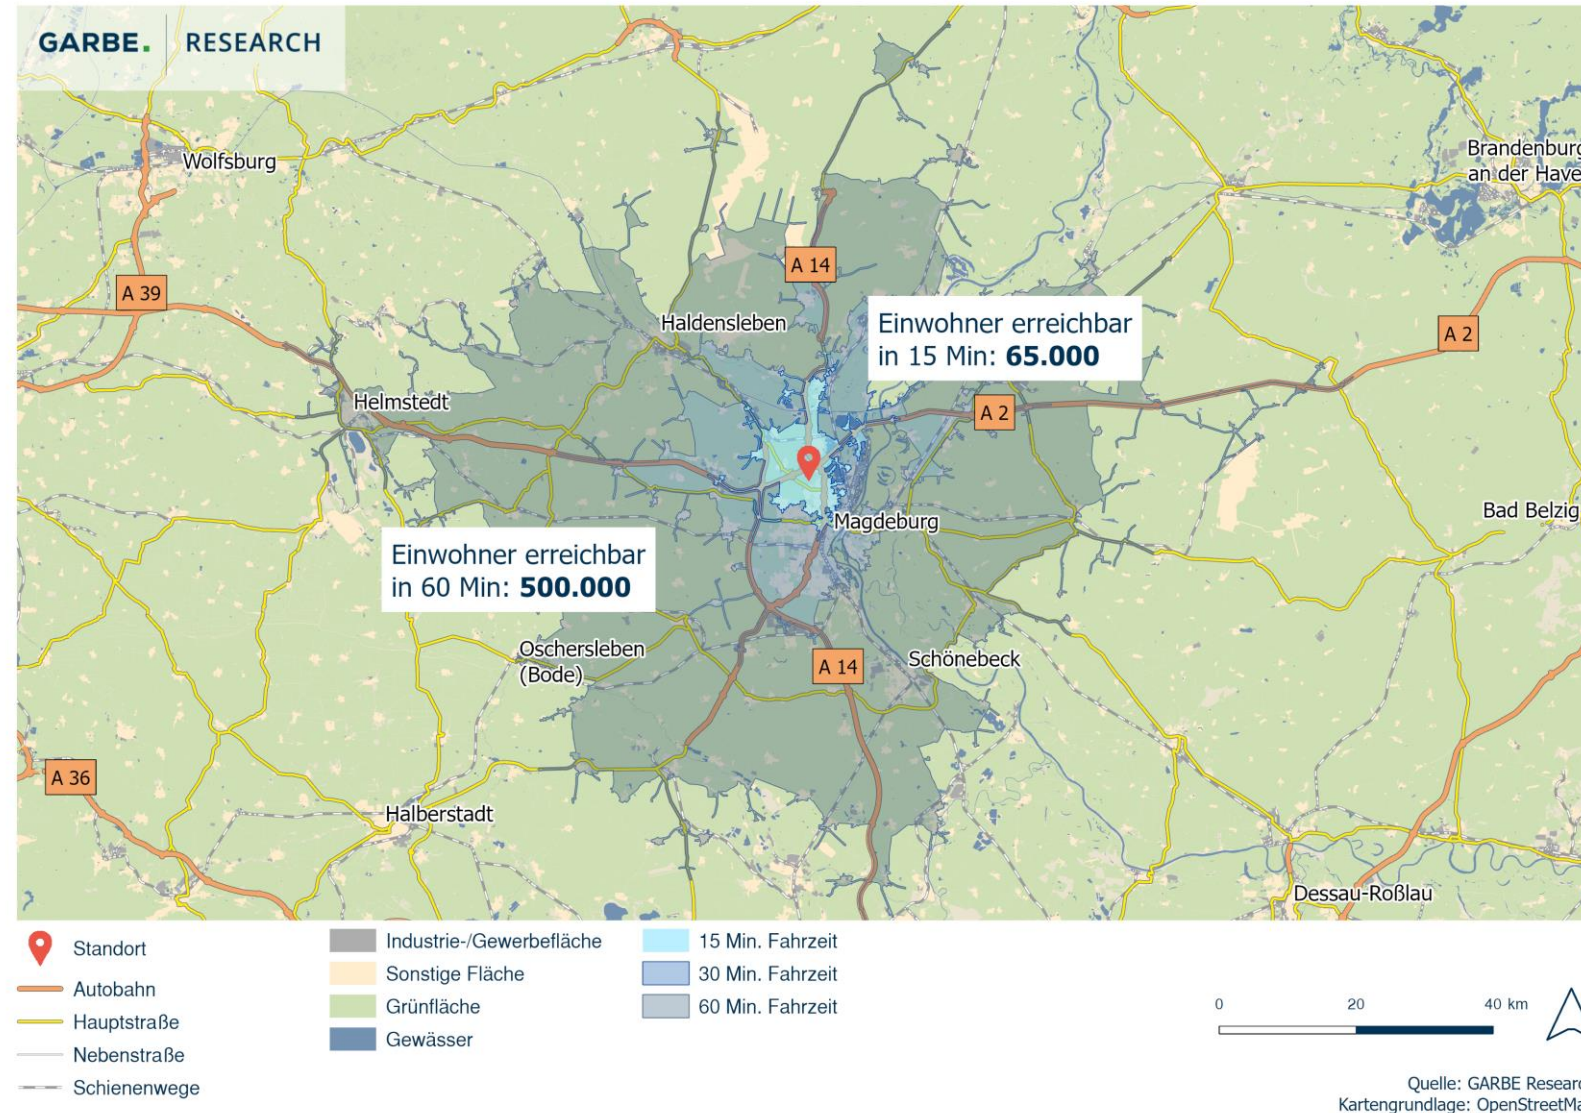 GARBE. RESEARCH
Wolfsburg
Brandenburg
an der Have
A 39
A 14
Haldensleben
Einwohner erreichbar
in 15 Min: 65.000
A 2
Helmstedt
A 2
Magdeburg
Bad Belzig
Einwohner erreichbar
in 60 Min: 500.000
Oschersleben
(Bode)
A 14
Schönebeck
A 36
Halberstadt
Dessau-Roßlau
Standort
Autobahn
Hauptstraße
Nebenstraße
Schienenwege
Industrie-/Gewerbefläche
Sonstige Fläche
Grünfläche
Gewässer
15 Min. Fahrzeit
30 Min. Fahrzeit
60 Min. Fahrzeit
0 20 40 km
Quelle: GARBE Researc
Kartengrundlage: OpenStreetMa